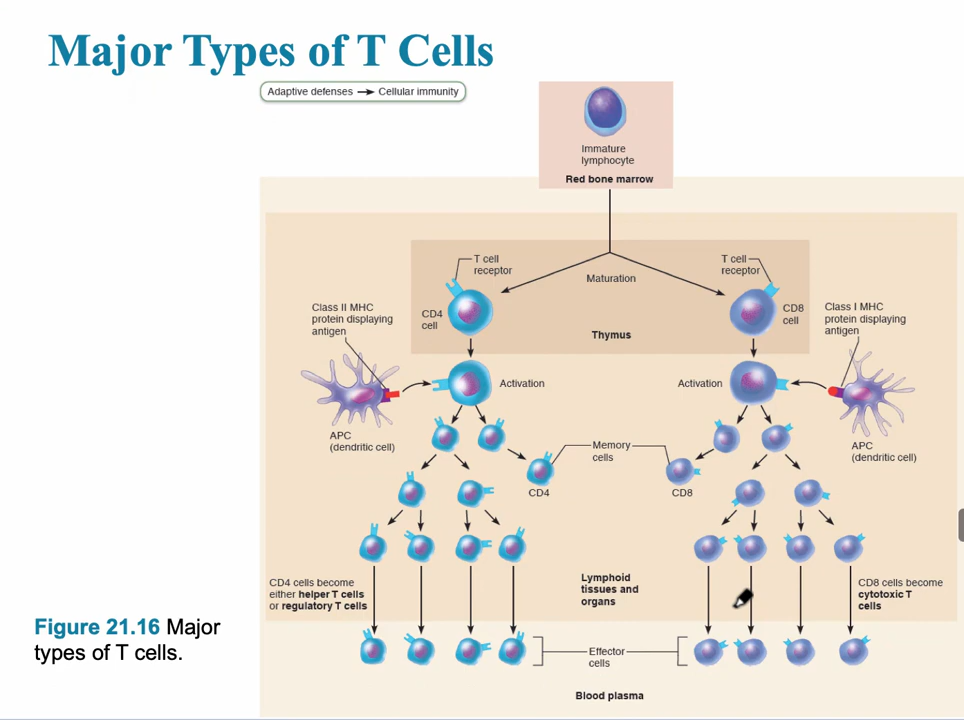 Major Types of T Cells
Adaptive defenses → Cellular immunity
Immature
lymphocyte
Red bone marrow
T cell
receptor
T cell
receptor
Maturation
Class II MHC
protein displaying
antigen
CD4
cell
CD8
cell
Class I MHC
protein displaying
antigen
Thymus
Activation
Activation
APC
(dendritic cell)
Memory
cells
APC
(dendritic cell)
CD4
CD8
CD4 cells become
either helper T cells
or regulatory T cells
Lymphoid
tissues and
organs
CD8 cells become
cytotoxic T
cells
Figure 21.16 Major
types of T cells.
Effector
cells
Blood plasma